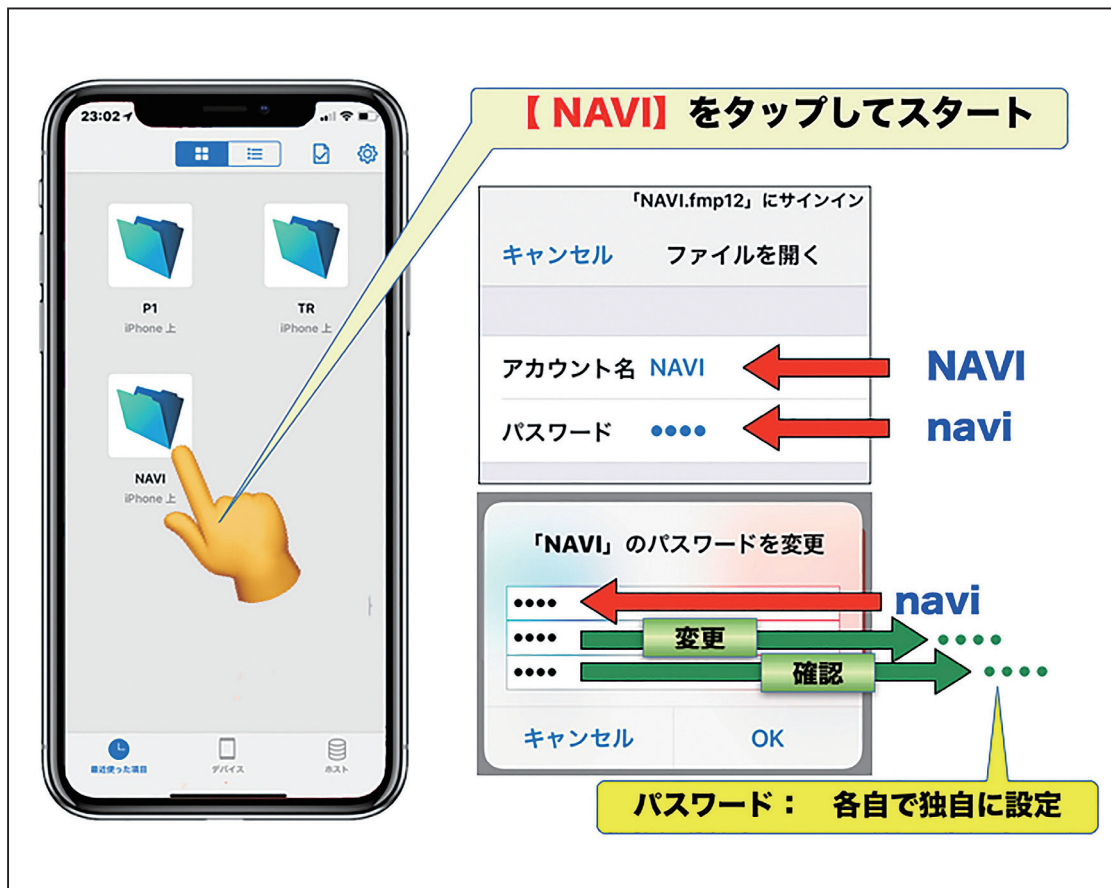 23:02
【NAVI】をタップしてスタート
P1
iPhone 上
TR
iPhone 上
NAVI
iPhone 上
最近使った項目
デバイス
ホスト
「NAVI.fmp12」にサインイン
キャンセル ファイルを開く
アカウント名 NAVI
NAVI
パスワード ••••
navi
「NAVI」のパスワードを変更
••••
navi
••••
変更
••••
••••
確認
••••
キャンセル OK
パスワード： 各自で独自に設定